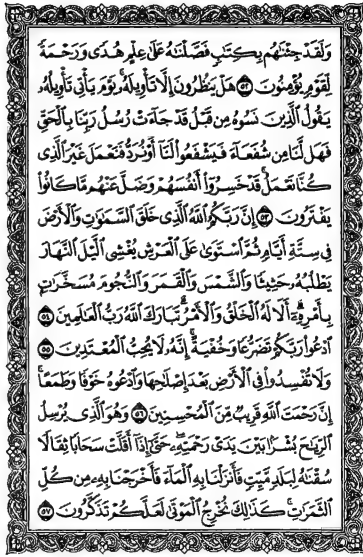 وَلَقَدْ جِئْنَٰهُم بِكِتَٰبٍ فَصَّلْنَٰهُ عَلَىٰ عِلْمٍ هُدًى وَرَحْمَةً
لِّقَوْمٍ يُؤْمِنُونَ ٥٢ هَلْ يَنظُرُونَ إِلَّا تَأْوِيلَهُۥ يَوْمَ يَأْتِى تَأْوِيلُهُۥ
يَقُولُ ٱلَّذِينَ نَسُوهُ مِن قَبْلُ قَدْ جَآءَتْ رُسُلُ رَبِّنَا بِٱلْحَقِّ
فَهَل لَّنَا مِن شُفَعَآءَ فَيَشْفَعُوا۟ لَنَآ أَوْ نُرَدُّ فَنَعْمَلَ غَيْرَ ٱلَّذِى
كُنَّا نَعْمَلُ قَدْ خَسِرُوٓا۟ أَنفُسَهُمْ وَضَلَّ عَنْهُم مَّا كَانُوا۟
يَفْتَرُونَ ٥٣ إِنَّ رَبَّكُمُ ٱللَّهُ ٱلَّذِى خَلَقَ ٱلسَّمَٰوَٰتِ وَٱلْأَرْضَ
فِى سِتَّةِ أَيَّامٍ ثُمَّ ٱسْتَوَىٰ عَلَى ٱلْعَرْشِ يُغْشِى ٱلَّيْلَ ٱلنَّهَارَ
يَطْلُبُهُۥ حَثِيثًا وَٱلشَّمْسَ وَٱلْقَمَرَ وَٱلنُّجُومَ مُسَخَّرَٰتٍۭ
بِأَمْرِهِۦٓ أَلَا لَهُ ٱلْخَلْقُ وَٱلْأَمْرُ تَبَارَكَ ٱللَّهُ رَبُّ ٱلْعَٰلَمِينَ ٥٤
ٱدْعُوا۟ رَبَّكُمْ تَضَرُّعًا وَخُفْيَةً إِنَّهُۥ لَا يُحِبُّ ٱلْمُعْتَدِينَ ٥٥
وَلَا تُفْسِدُوا۟ فِى ٱلْأَرْضِ بَعْدَ إِصْلَٰحِهَا وَٱدْعُوهُ خَوْفًا وَطَمَعًا
إِنَّ رَحْمَتَ ٱللَّهِ قَرِيبٌ مِّنَ ٱلْمُحْسِنِينَ ٥٦ وَهُوَ ٱلَّذِى يُرْسِلُ
ٱلرِّيَٰحَ بُشْرًۢا بَيْنَ يَدَىْ رَحْمَتِهِۦ حَتَّىٰٓ إِذَآ أَقَلَّتْ سَحَابًا ثِقَالًا
سُقْنَٰهُ لِبَلَدٍ مَّيِّتٍ فَأَنزَلْنَا بِهِ ٱلْمَآءَ فَأَخْرَجْنَا بِهِۦ مِن كُلِّ
ٱلثَّمَرَٰتِ كَذَٰلِكَ نُخْرِجُ ٱلْمَوْتَىٰ لَعَلَّكُمْ تَذَكَّرُونَ ٥٧